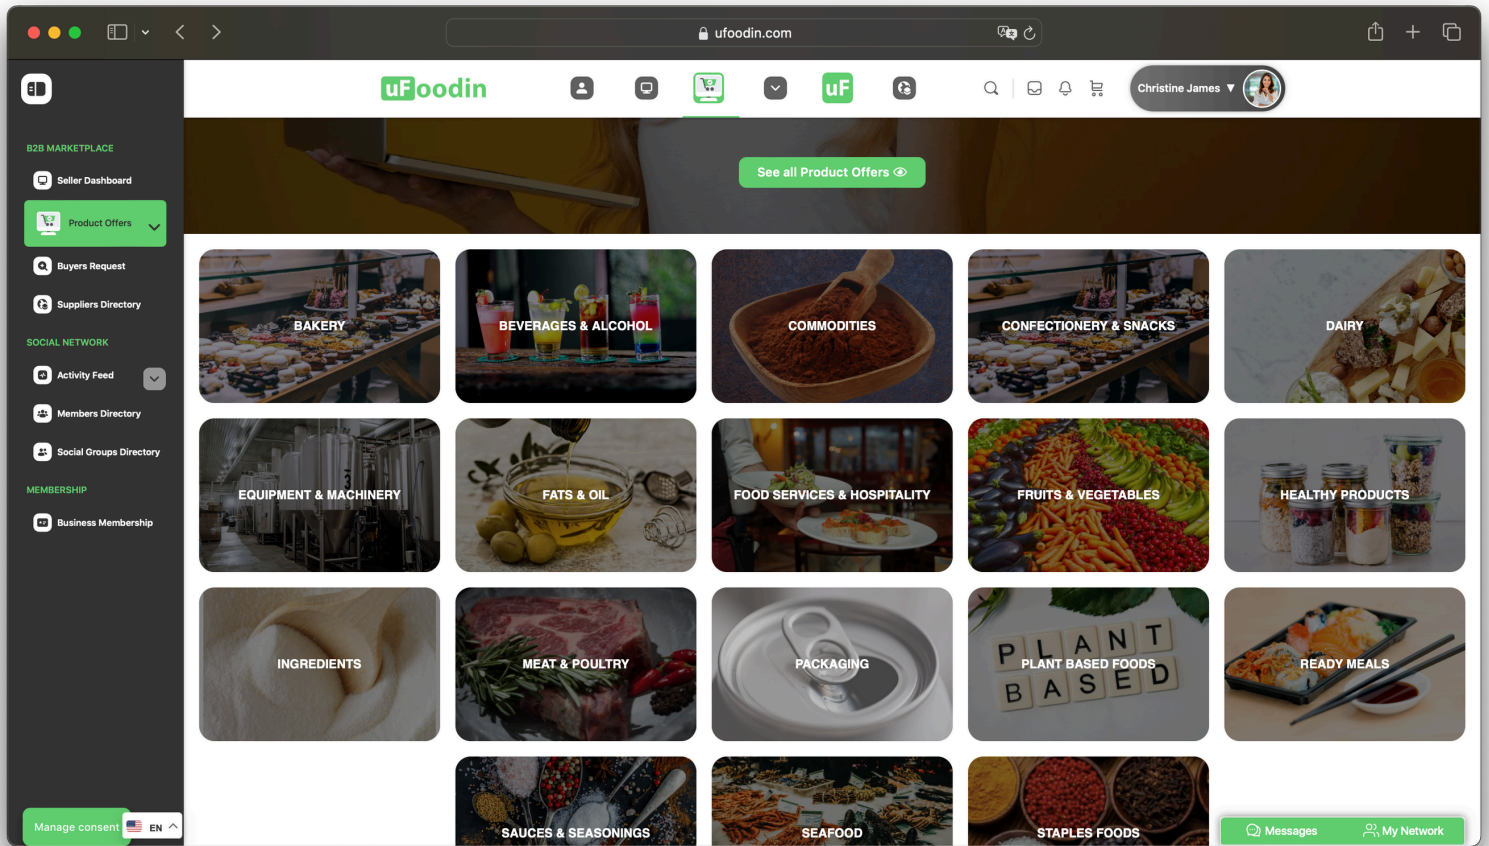 ufoodin.com
uFoodin
uF
Christine James ▼
B2B MARKETPLACE
Seller Dashboard
Product Offers
Buyers Request
Suppliers Directory
SOCIAL NETWORK
Activity Feed
Members Directory
Social Groups Directory
MEMBERSHIP
Business Membership
Manage consent
EN
See all Product Offers
BAKERY
BEVERAGES & ALCOHOL
COMMODITIES
CONFECTIONERY & SNACKS
DAIRY
EQUIPMENT & MACHINERY
3
FATS & OIL
FOOD SERVICES & HOSPITALITY
FRUITS & VEGETABLES
HEALTHY PRODUCTS
INGREDIENTS
MEAT & POULTRY
PACKAGING
PLANT
PLANT BASED FOODS
BASED
READY MEALS
SAUCES & SEASONINGS
SEAFOOD
STAPLES FOODS
Messages
My Network